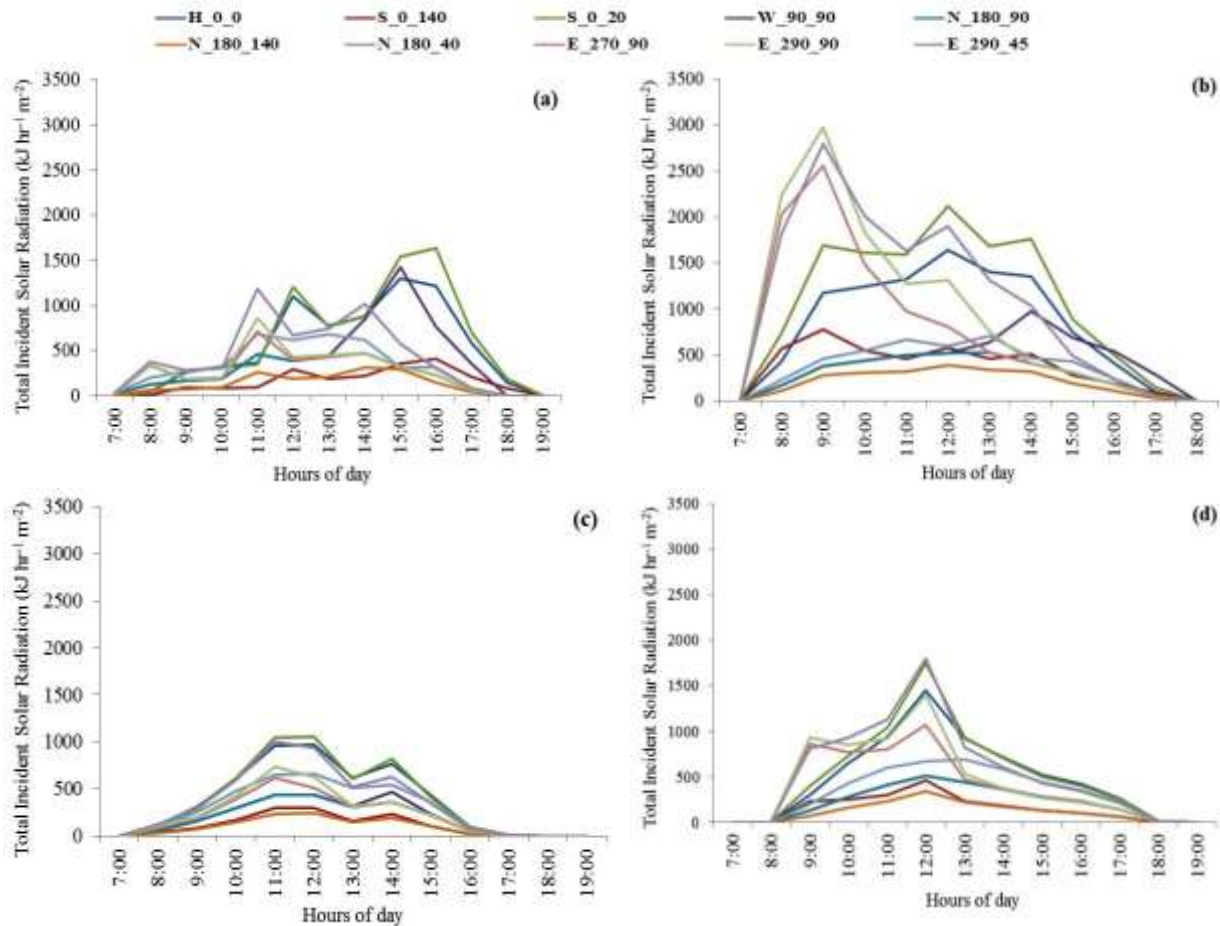 H_0_0 S_0_140 S_0_20 W_90_90 N_180_90
N_180_140 N_180_40 E_270_90 E_290_90 E_290_45
(a)
Total Incident Solar Radiation (kJ hr⁻¹ m⁻²)
3500
3000
2500
2000
1500
1000
500
0
7:00 8:00 9:00 10:00 11:00 12:00 13:00 14:00 15:00 16:00 17:00 18:00 19:00
Hours of day
(b)
Total Incident Solar Radiation (kJ hr⁻¹ m⁻²)
3500
3000
2500
2000
1500
1000
500
0
7:00 8:00 9:00 10:00 11:00 12:00 13:00 14:00 15:00 16:00 17:00 18:00
Hours of day
(c)
Total Incident Solar Radiation (kJ hr⁻¹ m⁻²)
3500
3000
2500
2000
1500
1000
500
0
7:00 8:00 9:00 10:00 11:00 12:00 13:00 14:00 15:00 16:00 17:00 18:00 19:00
Hours of day
(d)
Total Incident Solar Radiation (kJ hr⁻¹ m⁻²)
3500
3000
2500
2000
1500
1000
500
0
7:00 8:00 9:00 10:00 11:00 12:00 13:00 14:00 15:00 16:00 17:00 18:00 19:00
Hours of day